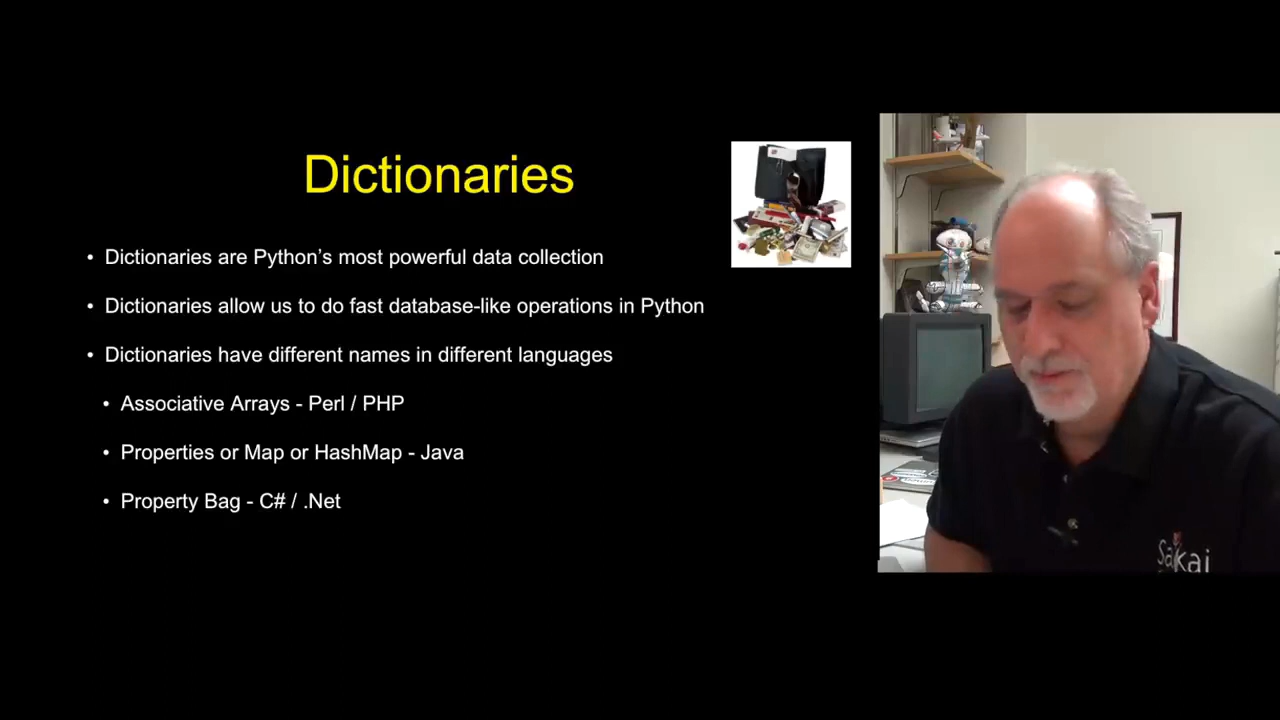 Dictionaries
• Dictionaries are Python’s most powerful data collection
• Dictionaries allow us to do fast database-like operations in Python
• Dictionaries have different names in different languages
• Associative Arrays - Perl / PHP
• Properties or Map or HashMap - Java
• Property Bag - C# / .Net
Sakai